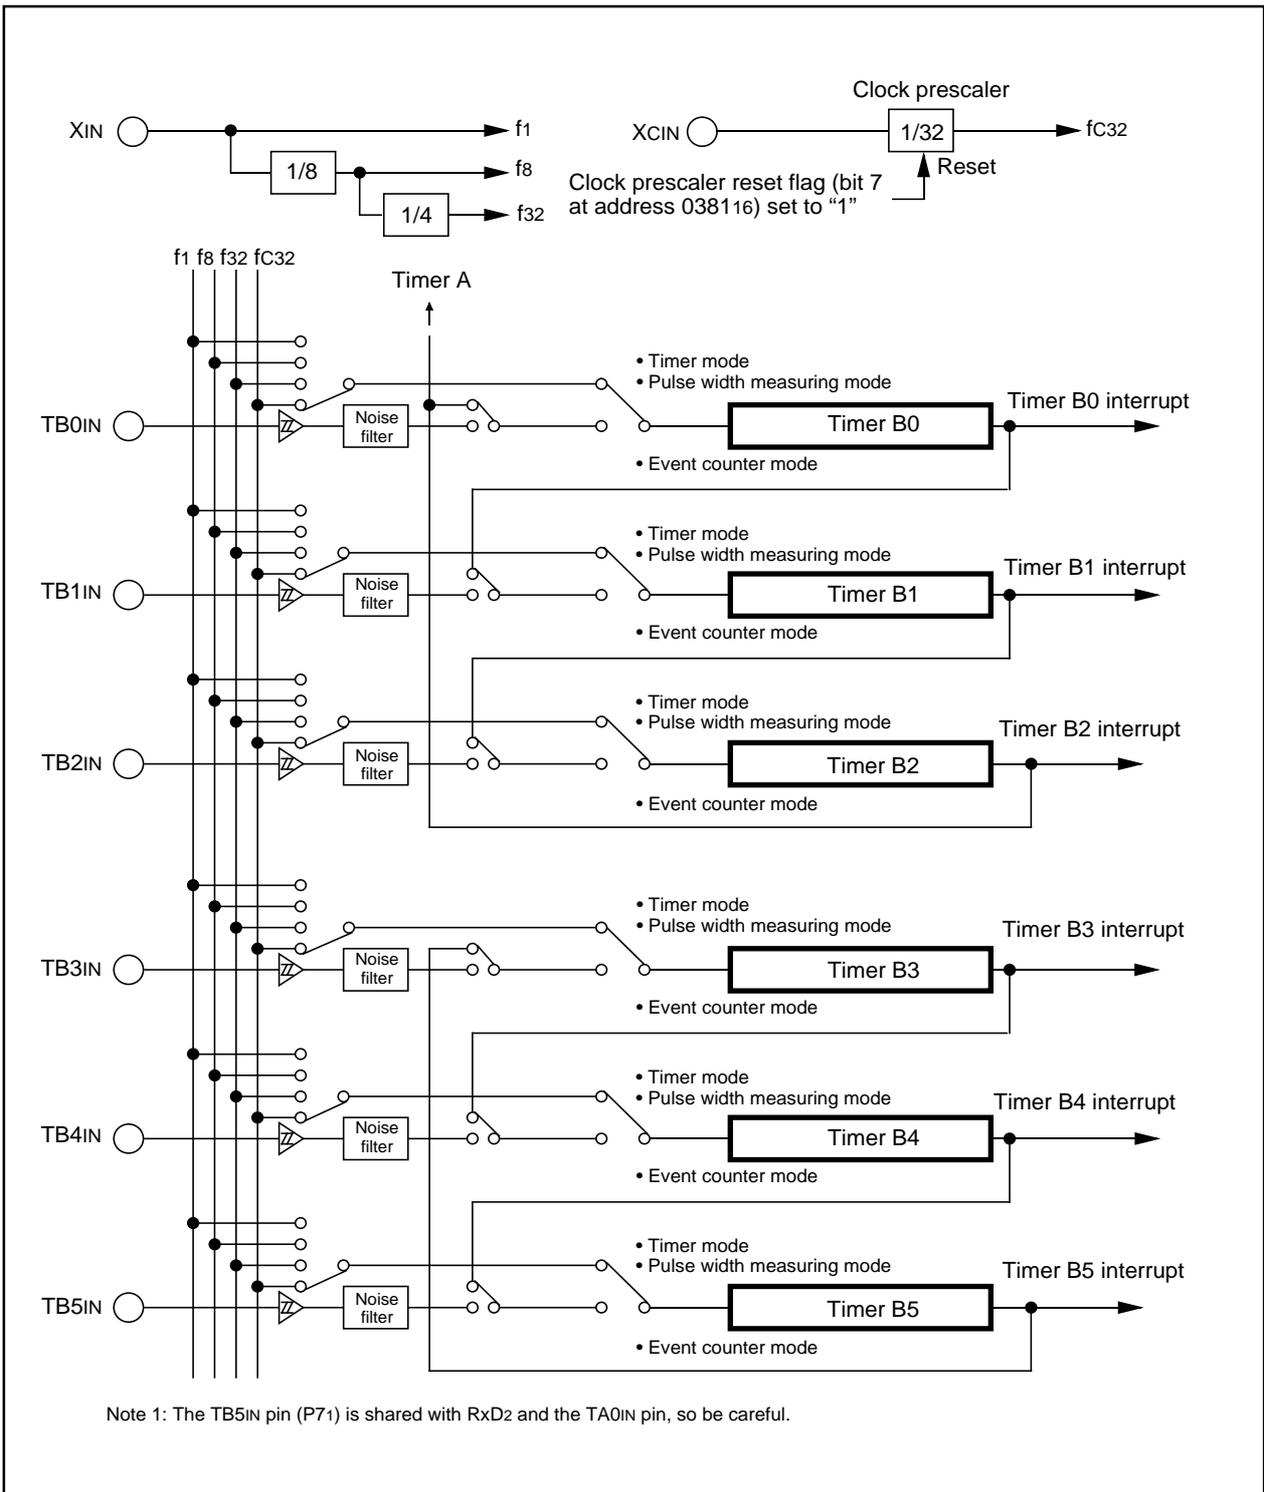 Clock prescaler
XIN
f1
XCIN
1/32
fC32
1/8
f8
Reset
Clock prescaler reset flag (bit 7
at address 038116) set to “1”
1/4
f32
f1 f8 f32 fC32
Timer A
• Timer mode
• Pulse width measuring mode
Timer B0 interrupt
TB0IN
Noise
filter
Timer B0
• Event counter mode
• Timer mode
• Pulse width measuring mode
Timer B1 interrupt
TB1IN
Noise
filter
Timer B1
• Event counter mode
• Timer mode
• Pulse width measuring mode
Timer B2 interrupt
TB2IN
Noise
filter
Timer B2
• Event counter mode
• Timer mode
• Pulse width measuring mode
Timer B3 interrupt
TB3IN
Noise
filter
Timer B3
• Event counter mode
• Timer mode
• Pulse width measuring mode
Timer B4 interrupt
TB4IN
Noise
filter
Timer B4
• Event counter mode
• Timer mode
• Pulse width measuring mode
Timer B5 interrupt
TB5IN
Noise
filter
Timer B5
• Event counter mode
Note 1: The TB5IN pin (P71) is shared with RxD2 and the TA0IN pin, so be careful.